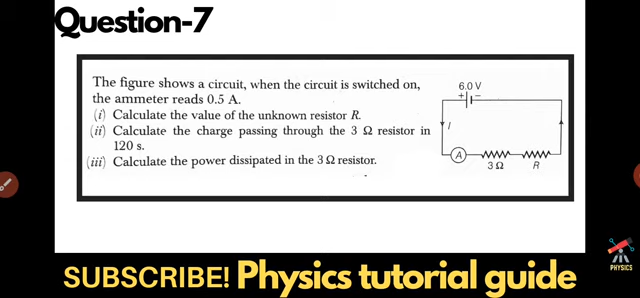 Question-7
The figure shows a circuit, when the circuit is switched on,
the ammeter reads 0.5 A.
(i) Calculate the value of the unknown resistor R.
(ii) Calculate the charge passing through the 3 Ω resistor in
120 s.
(iii) Calculate the power dissipated in the 3 Ω resistor.
6.0 V
+ −
I
A
3 Ω R
PHYSICS
SUBSCRIBE! Physics tutorial guide